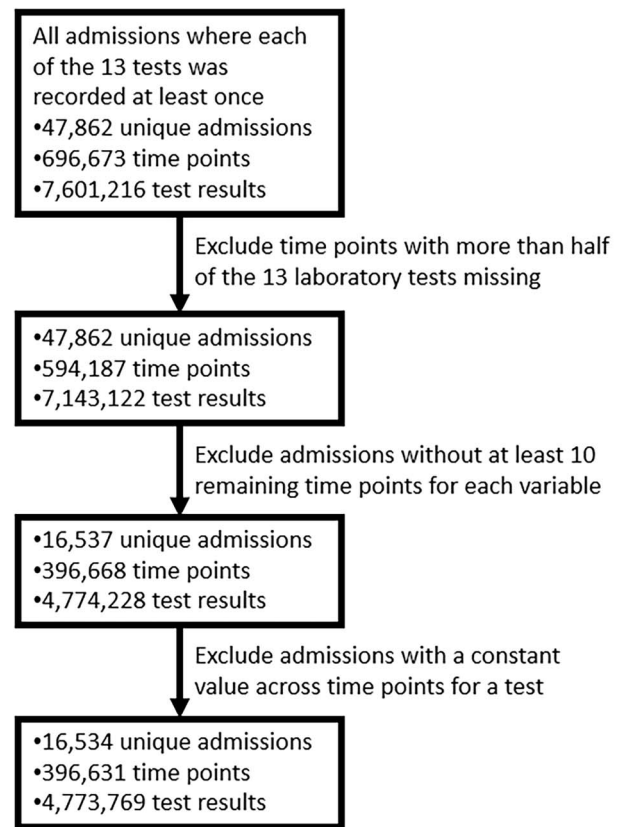 All admissions where each
of the 13 tests was
recorded at least once
•47,862 unique admissions
•696,673 time points
•7,601,216 test results
Exclude time points with more than half
of the 13 laboratory tests missing
•47,862 unique admissions
•594,187 time points
•7,143,122 test results
Exclude admissions without at least 10
remaining time points for each variable
•16,537 unique admissions
•396,668 time points
•4,774,228 test results
Exclude admissions with a constant
value across time points for a test
•16,534 unique admissions
•396,631 time points
•4,773,769 test results